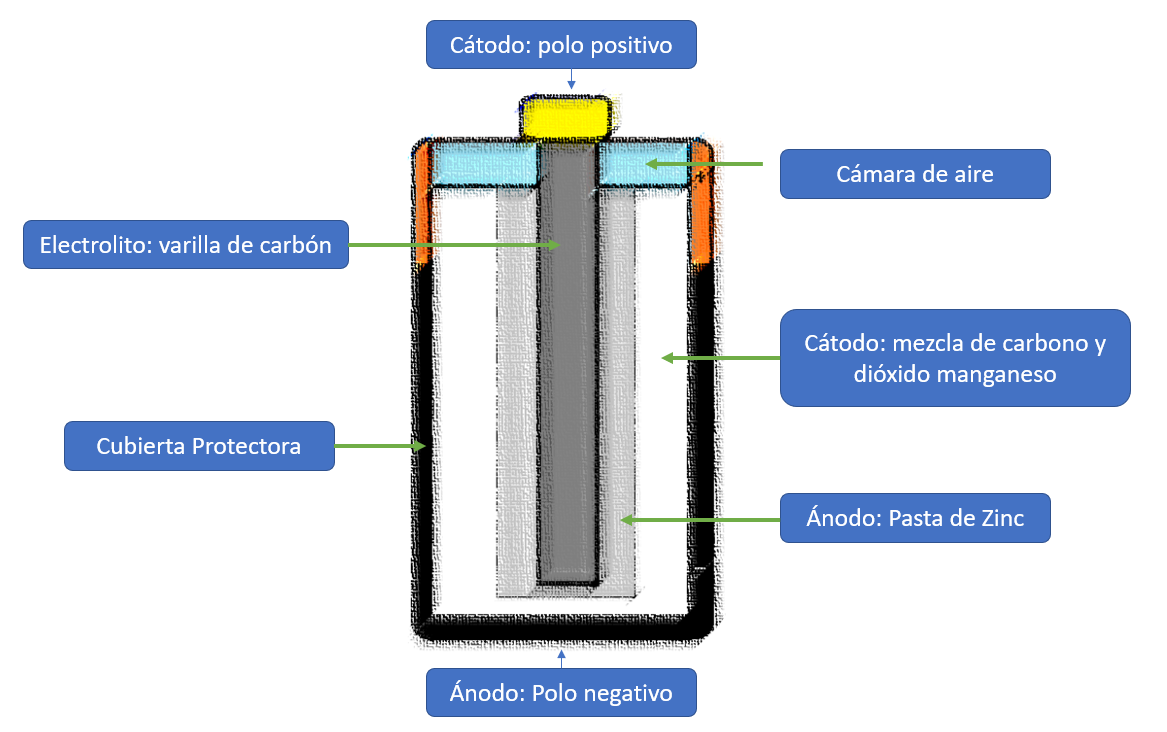 Cátodo: polo positivo
Cámara de aire
Electrolito: varilla de carbón
Cátodo: mezcla de carbono y
dióxido manganeso
Cubierta Protectora
Ánodo: Pasta de Zinc
Ánodo: Polo negativo